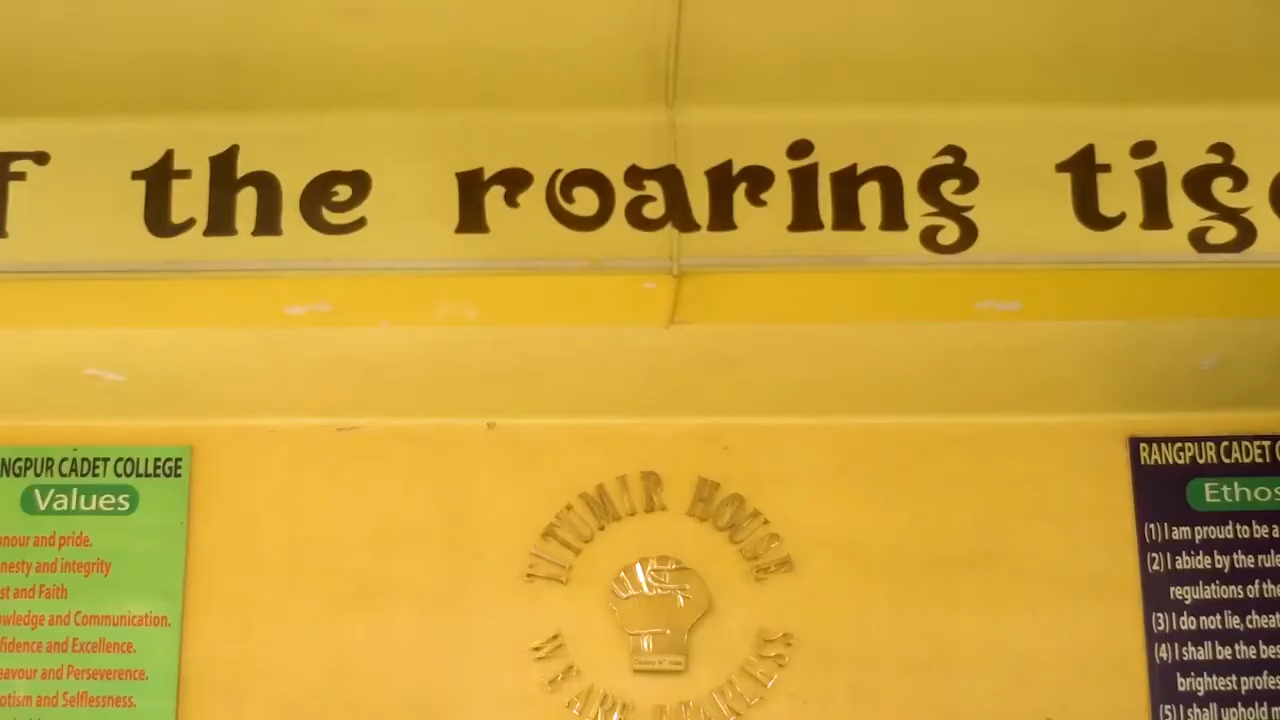 f the roaring tig
NGPUR CADET COLLEGE
Values
nour and pride.
nesty and integrity
st and Faith
wledge and Communication.
fidence and Excellence.
eavour and Perseverence.
otism and Selflessness.
TITUMIR HOUSE
WE ARE FEARLESS
RANGPUR CADET
Ethos
(1) I am proud to be a
(2) I abide by the rule
regulations of the
(3) I do not lie, cheat
(4) I shall be the bes
brightest profes
(5) I shall uphold m